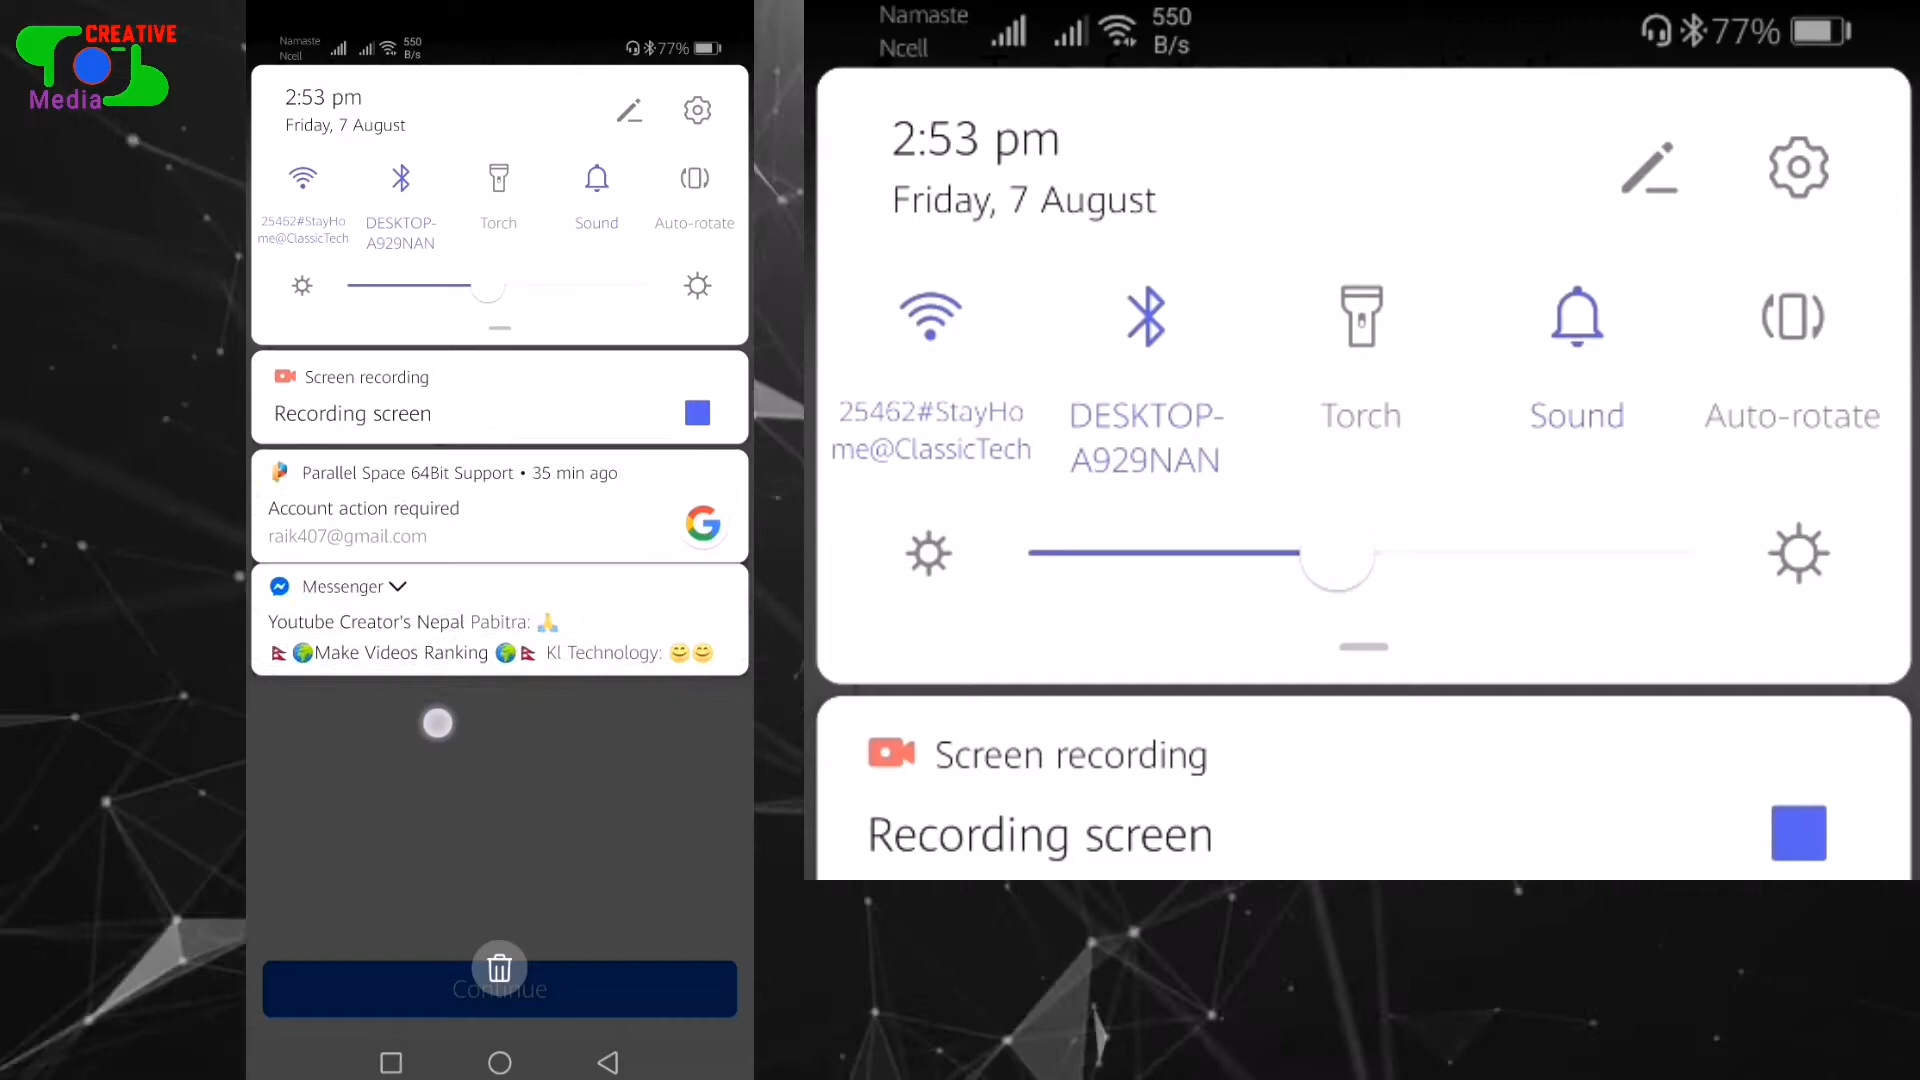 CREATIVE
Media
Namaste
Ncell
550
B/s
77%
2:53 pm
Friday, 7 August
25462#StayHo
me@ClassicTech
DESKTOP-
A929NAN
Torch
Sound
Auto-rotate
Screen recording
Recording screen
Parallel Space 64Bit Support • 35 min ago
Account action required
raik407@gmail.com
Messenger
Youtube Creator's Nepal Pabitra: 🙏
🇳🇵🌍Make Videos Ranking 🌍🇳🇵 Kl Technology: 😊😊
Continue
Namaste
Ncell
550
B/s
77%
2:53 pm
Friday, 7 August
25462#StayHo
me@ClassicTech
DESKTOP-
A929NAN
Torch
Sound
Auto-rotate
Screen recording
Recording screen